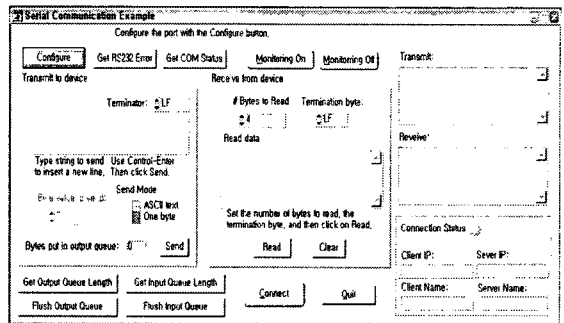 Serial Communication Example
Configure the port with the Configure button.
Configure Get RS232 Error Get COM Status Monitoring On Monitoring Off Transmit:
Transmit to device Receive from device
Terminator: LF # Bytes to Read Termination byte:
LF
Read data Reveive:
Type string to send Use Control-Enter
to insert a new line, Then click Send.
Send Mode
ASCII text
One byte
Set the number of bytes to read, the
termination byte, and then click on Read.
Connection Status
Bytes put in output queue: Send Read Clear
Client IP: Sever IP:
Get Output Queue Length Get Input Queue Length
Client Name: Server Name:
Connect Quit
Flush Output Queue Flush Input Queue